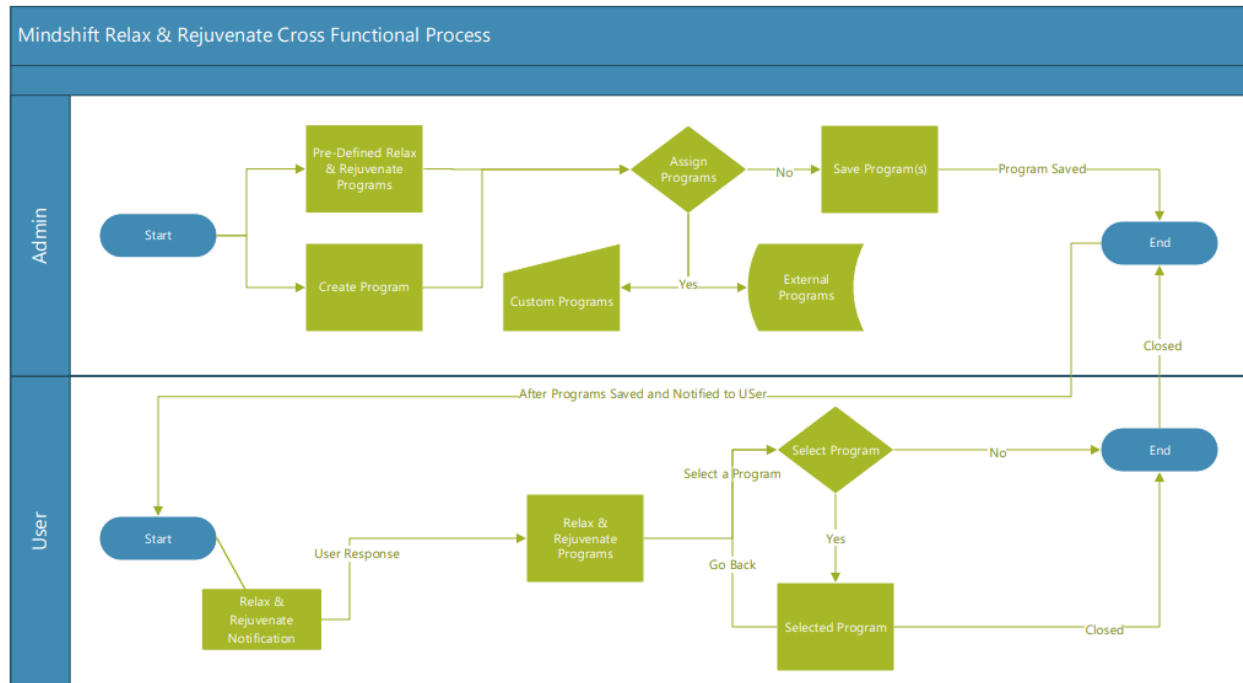 Mindshift Relax & Rejuvenate Cross Functional Process
Admin
Start
Pre-Defined Relax
& Rejuvenate
Programs
Create Program
Assign
Programs
No
Save Program(s)
Program Saved
End
Yes
Custom Programs
External
Programs
Closed
User
After Programs Saved and Notified to USer
Start
Relax &
Rejuvenate
Notification
User Response
Relax &
Rejuvenate
Programs
Select a Program
Select Program
No
End
Yes
Go Back
Selected Program
Closed